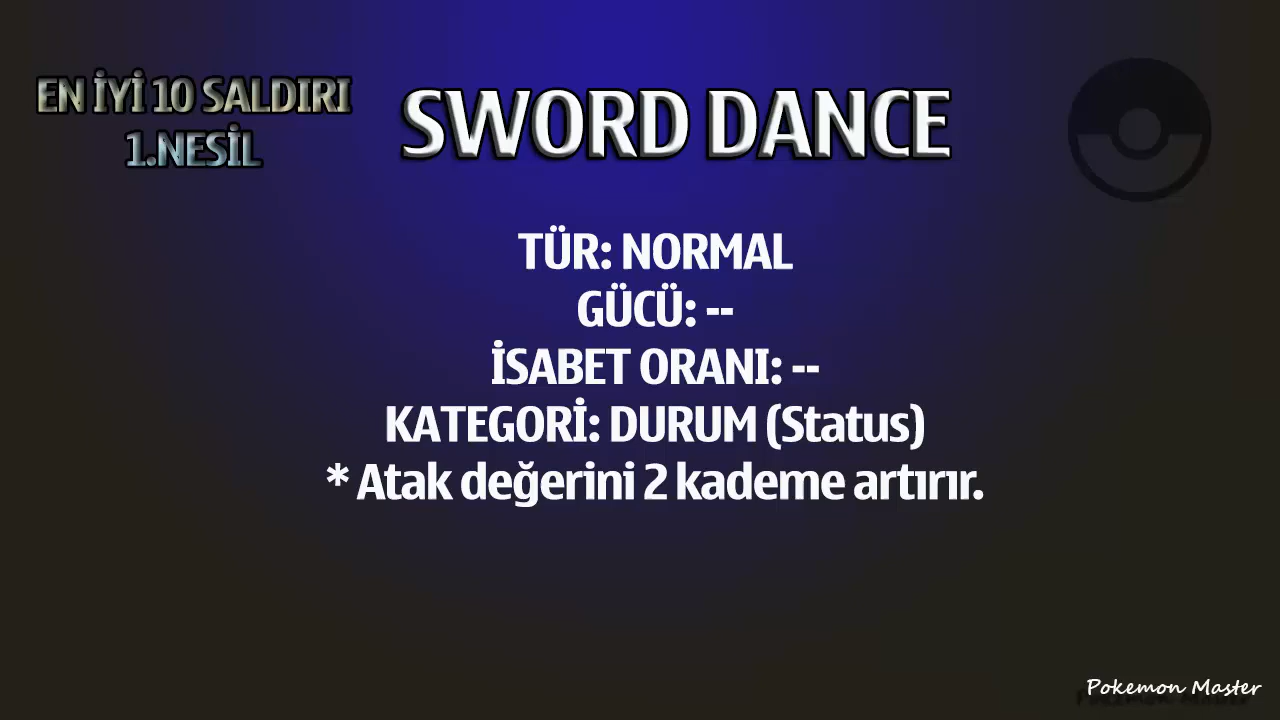 EN İYİ 10 SALDIRI
1.NESİL
SWORD DANCE
TÜR: NORMAL
GÜCÜ: --
İSABET ORANI: --
KATEGORİ: DURUM (Status)
* Atak değerini 2 kademe artırır.
Pokemon Master